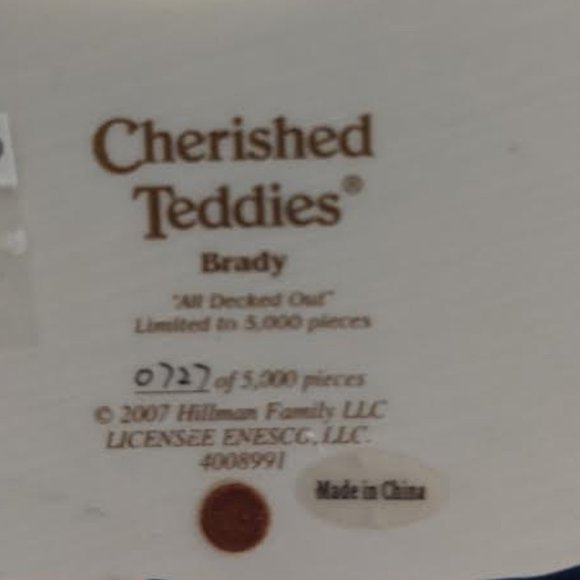 Cherished
Teddies®
Brady
"All Decked Out"
Limited to 5,000 pieces
0727 of 5,000 pieces
© 2007 Hillman Family LLC
LICENSEE ENESCO, LLC.
4008991
Made in China